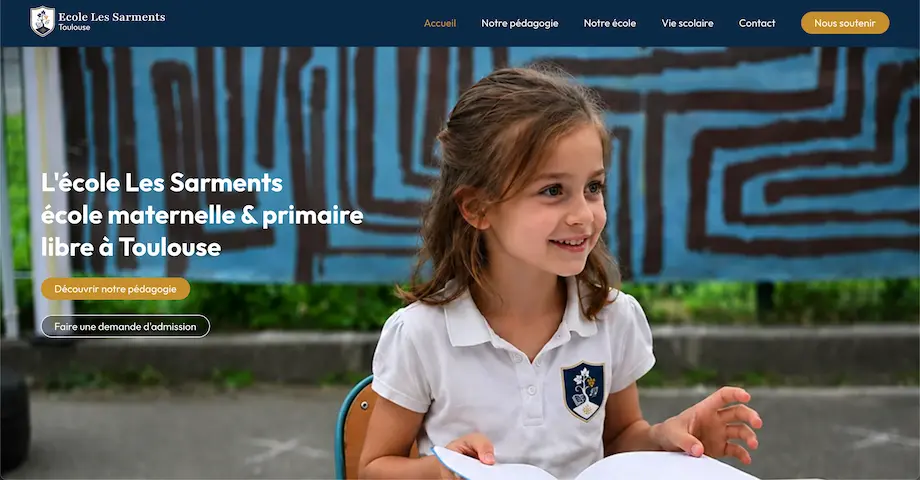 Ecole Les Sarments
Toulouse
Accueil
Notre pédagogie
Notre école
Vie scolaire
Contact
Nous soutenir
L'école Les Sarments
école maternelle & primaire
libre à Toulouse
Découvrir notre pédagogie
Faire une demande d'admission